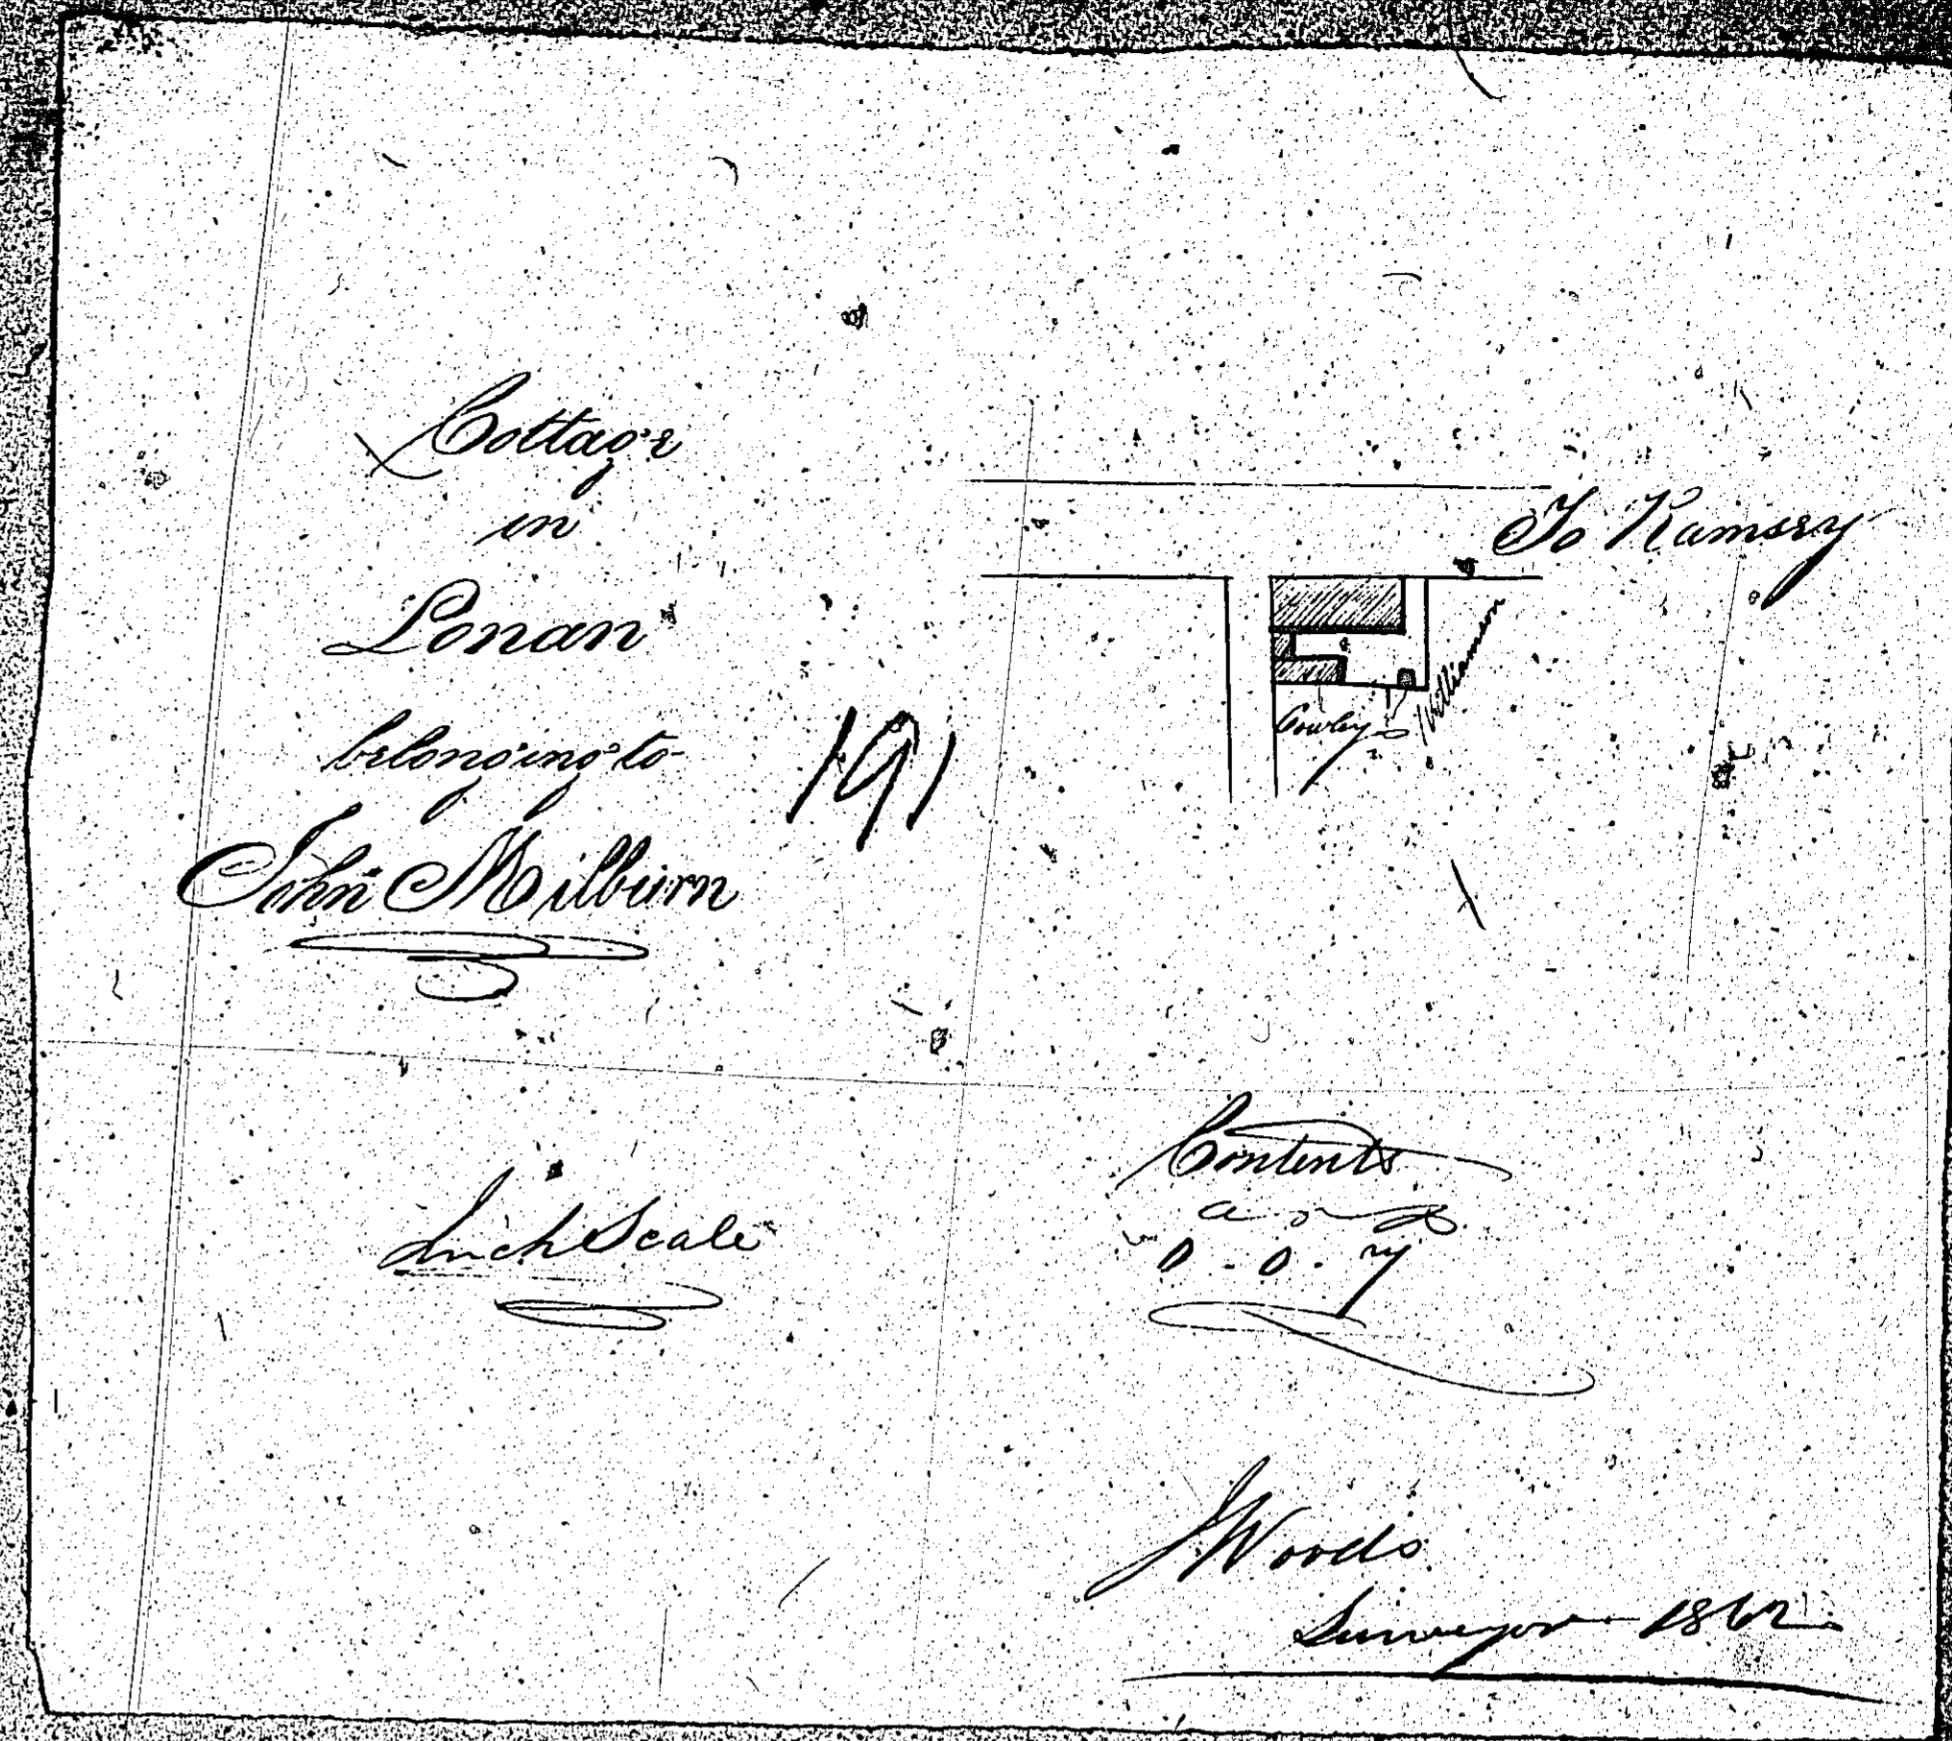 Cottage
in
Lonan
belonging to
John Milburn
191
To Ramsey
Cowley
Williamson
Inch Scale
Contents
a. r. p.
0. 0. 7
J Woods
Surveyor 1862